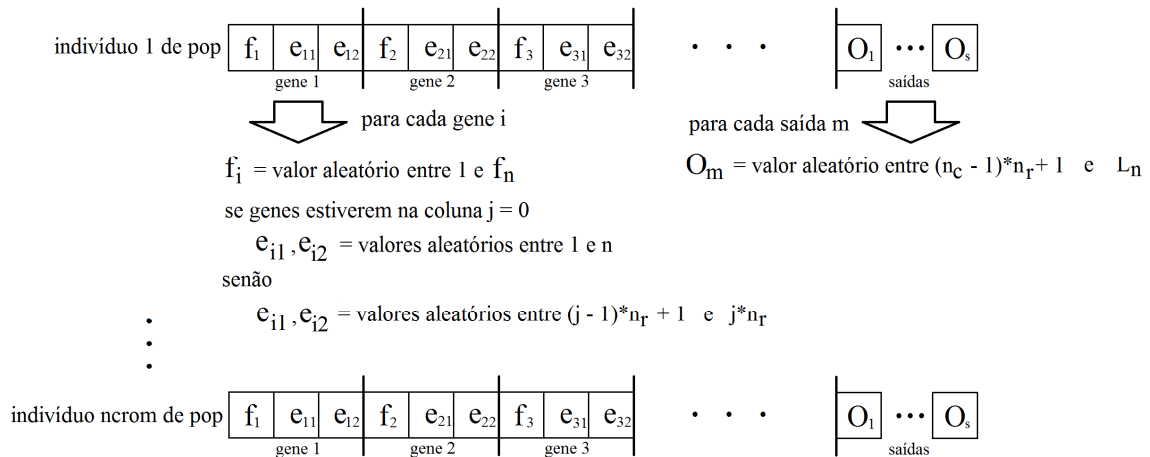 indivíduo 1 de pop f₁ e₁₁ e₁₂ f₂ e₂₁ e₂₂ f₃ e₃₁ e₃₂ . . . O₁ ••• Oₛ
gene 1 gene 2 gene 3 saídas
para cada gene i
para cada saída m
fᵢ = valor aleatório entre 1 e fₙ
Oₘ = valor aleatório entre (n_c - 1)*n_r + 1 e Lₙ
se genes estiverem na coluna j = 0
eᵢ₁ ,eᵢ₂ = valores aleatórios entre 1 e n
senão
eᵢ₁ ,eᵢ₂ = valores aleatórios entre (j - 1)*n_r + 1 e j*n_r
indivíduo ncrom de pop f₁ e₁₁ e₁₂ f₂ e₂₁ e₂₂ f₃ e₃₁ e₃₂ . . . O₁ ••• Oₛ
gene 1 gene 2 gene 3 saídas